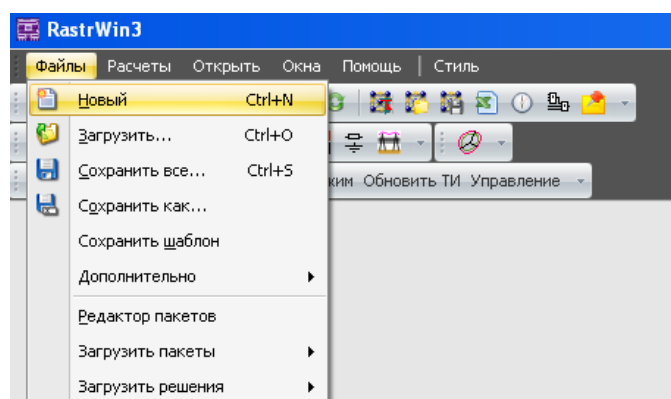 RastrWin3
Файлы Расчеты Открыть Окна Помощь | Стиль
Новый Ctrl+N
Загрузить... Ctrl+O
Сохранить все... Ctrl+S
ким Обновить ТИ Управление
Сохранить как...
Сохранить шаблон
Дополнительно
Редактор пакетов
Загрузить пакеты
Загрузить решения